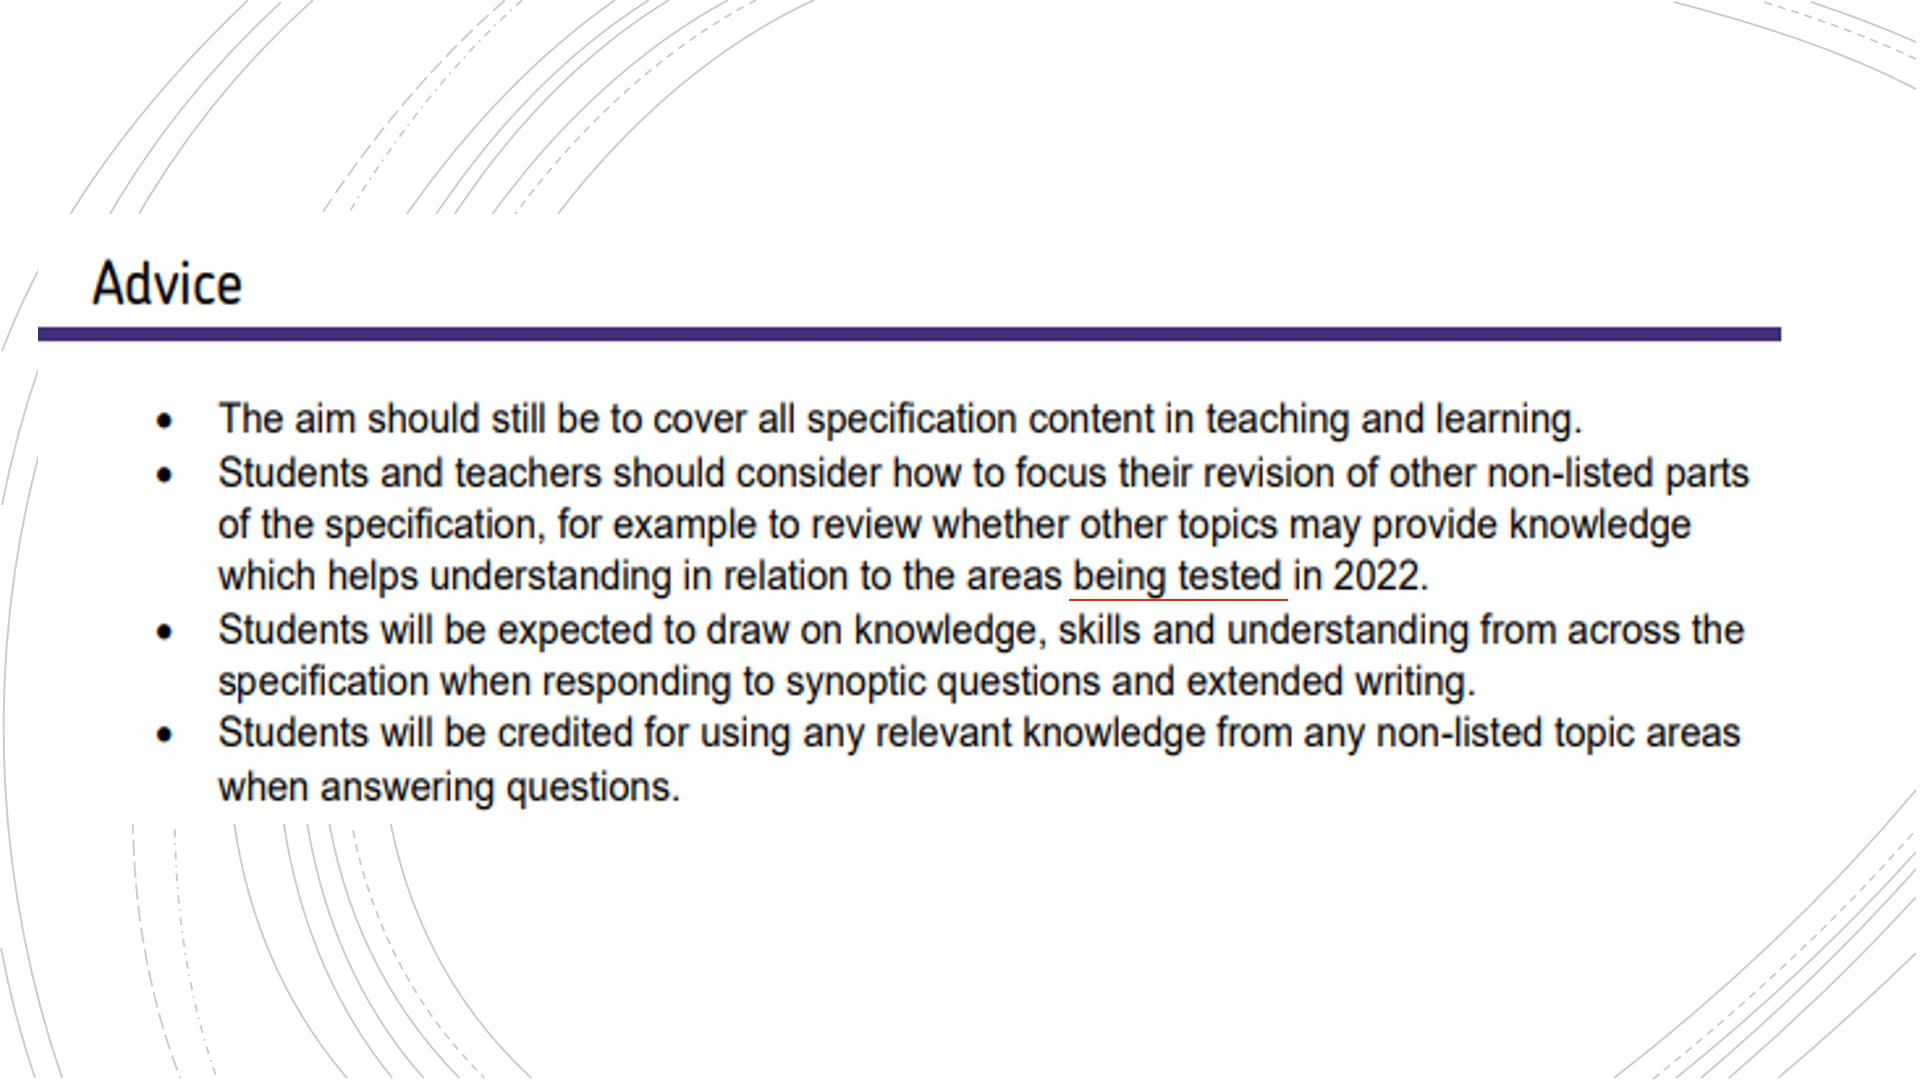 Advice
• The aim should still be to cover all specification content in teaching and learning.
• Students and teachers should consider how to focus their revision of other non-listed parts
of the specification, for example to review whether other topics may provide knowledge
which helps understanding in relation to the areas being tested in 2022.
• Students will be expected to draw on knowledge, skills and understanding from across the
specification when responding to synoptic questions and extended writing.
• Students will be credited for using any relevant knowledge from any non-listed topic areas
when answering questions.